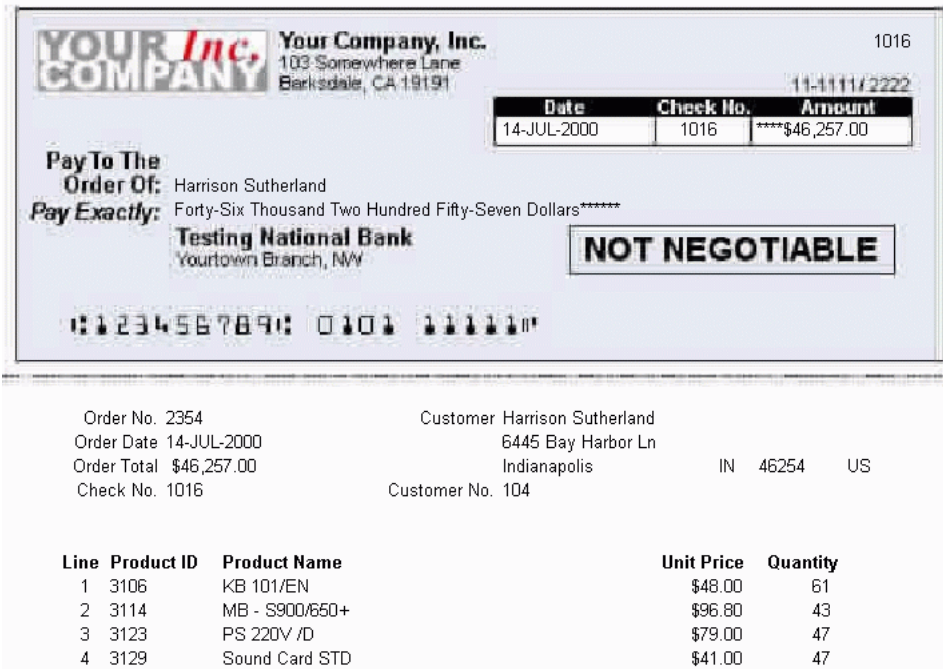 YOUR Inc. COMPANY
Your Company, Inc.
1016
103 Somewhere Lane
Barksdale, CA 19191
11-1111/2222
Date Check No. Amount
14-JUL-2000 1016 ****$46,257.00
Pay To The
Order Of: Harrison Sutherland
Pay Exactly: Forty-Six Thousand Two Hundred Fifty-Seven Dollars******
Testing National Bank
Yourtown Branch, NW
NOT NEGOTIABLE
⑆123456789⑆ 0101 11111⑈
Order No. 2354 Customer Harrison Sutherland
Order Date 14-JUL-2000 6445 Bay Harbor Ln
Order Total $46,257.00 Indianapolis IN 46254 US
Check No. 1016 Customer No. 104
Line Product ID Product Name Unit Price Quantity
1 3106 KB 101/EN $48.00 61
2 3114 MB - S900/650+ $96.80 43
3 3123 PS 220V /D $79.00 47
4 3129 Sound Card STD $41.00 47